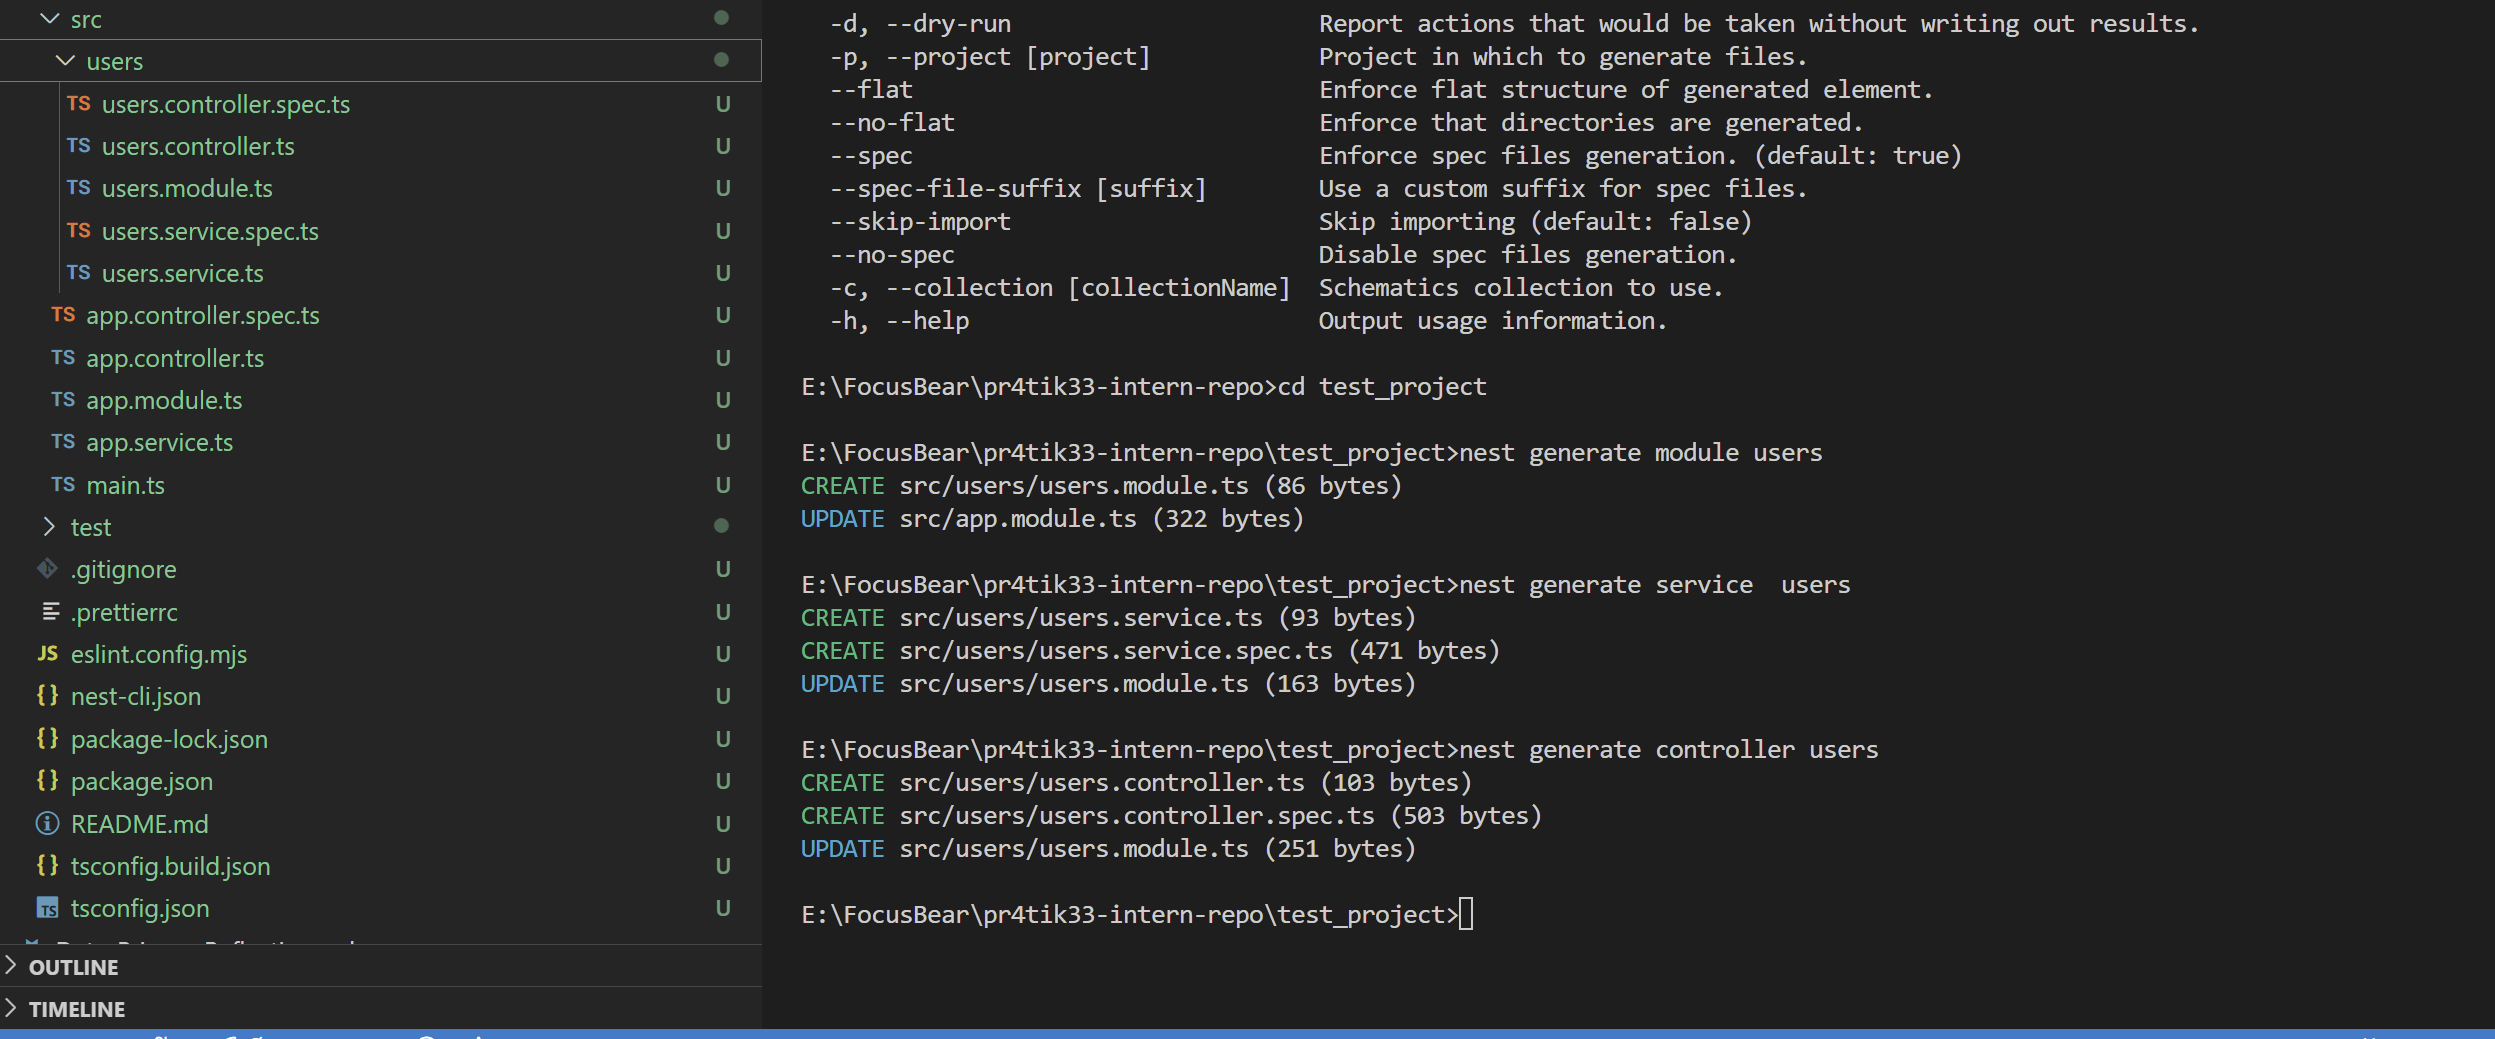 src
users
TS users.controller.spec.ts U
TS users.controller.ts U
TS users.module.ts U
TS users.service.spec.ts U
TS users.service.ts U
TS app.controller.spec.ts U
TS app.controller.ts U
TS app.module.ts U
TS app.service.ts U
TS main.ts U
test
.gitignore U
.prettierrc U
JS eslint.config.mjs U
{} nest-cli.json U
{} package-lock.json U
{} package.json U
README.md U
{} tsconfig.build.json U
TS tsconfig.json U
OUTLINE
TIMELINE
-d, --dry-run Report actions that would be taken without writing out results.
-p, --project [project] Project in which to generate files.
--flat Enforce flat structure of generated element.
--no-flat Enforce that directories are generated.
--spec Enforce spec files generation. (default: true)
--spec-file-suffix [suffix] Use a custom suffix for spec files.
--skip-import Skip importing (default: false)
--no-spec Disable spec files generation.
-c, --collection [collectionName] Schematics collection to use.
-h, --help Output usage information.
E:\FocusBear\pr4tik33-intern-repo>cd test_project
E:\FocusBear\pr4tik33-intern-repo\test_project>nest generate module users
CREATE src/users/users.module.ts (86 bytes)
UPDATE src/app.module.ts (322 bytes)
E:\FocusBear\pr4tik33-intern-repo\test_project>nest generate service  users
CREATE src/users/users.service.ts (93 bytes)
CREATE src/users/users.service.spec.ts (471 bytes)
UPDATE src/users/users.module.ts (163 bytes)
E:\FocusBear\pr4tik33-intern-repo\test_project>nest generate controller users
CREATE src/users/users.controller.ts (103 bytes)
CREATE src/users/users.controller.spec.ts (503 bytes)
UPDATE src/users/users.module.ts (251 bytes)
E:\FocusBear\pr4tik33-intern-repo\test_project>